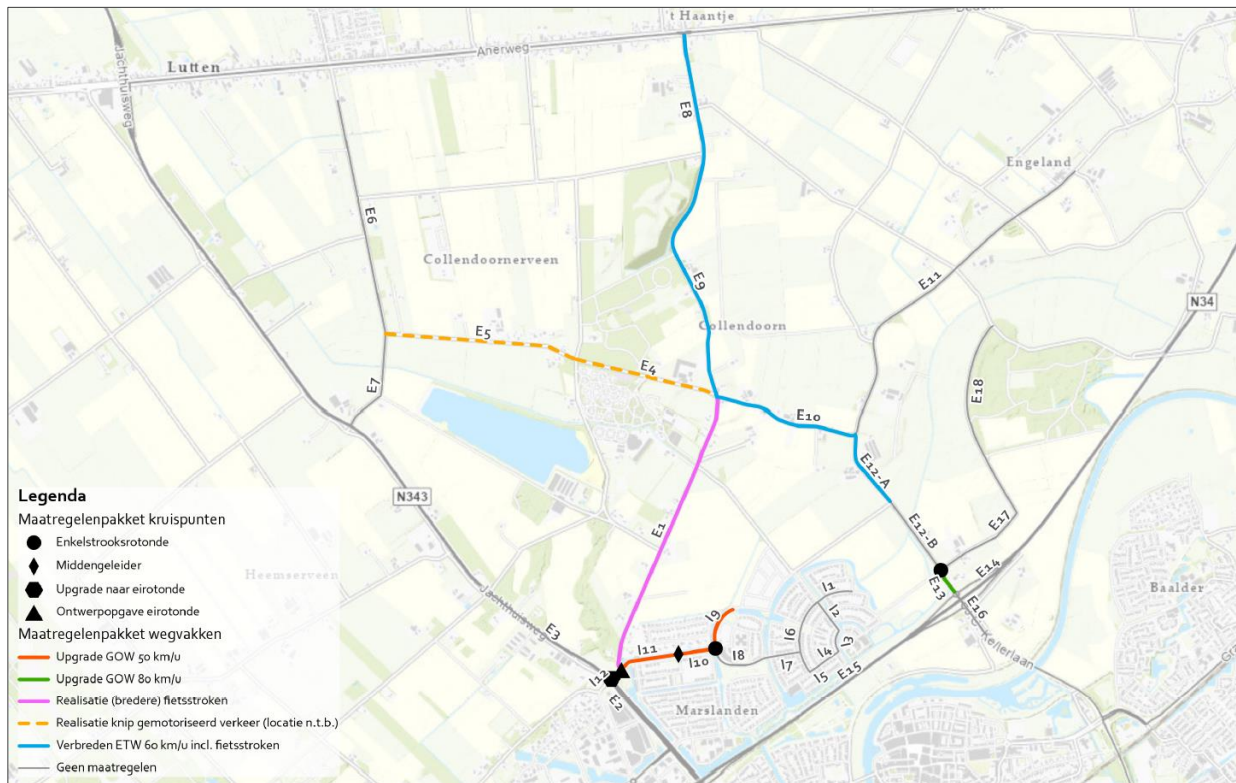 't Haantje
Anerweg
Lutten
Jachthuisweg
E8
Engeland
E6
Collendoornerveen
E9
E11
N34
Collendoorn
E5
E4
E7
E18
E10
E12-A
N343
E1
E12-B
E17
E14
E13
E16
Baalder
Heemserveen
Jachthuisweg
E3
I1
I2
I3
I4
I5
I6
I7
I8
I9
I10
I11
I12
E15
E2
Marslanden
Legenda
Maatregelenpakket kruispunten
Enkelstrooksrotonde
Middengeleider
Upgrade naar eirotonde
Ontwerpopgave eirotonde
Maatregelenpakket wegvakken
Upgrade GOW 50 km/u
Upgrade GOW 80 km/u
Realisatie (bredere) fietsstroken
Realisatie knip gemotoriseerd verkeer (locatie n.t.b.)
Verbreden ETW 60 km/u incl. fietsstroken
Geen maatregelen